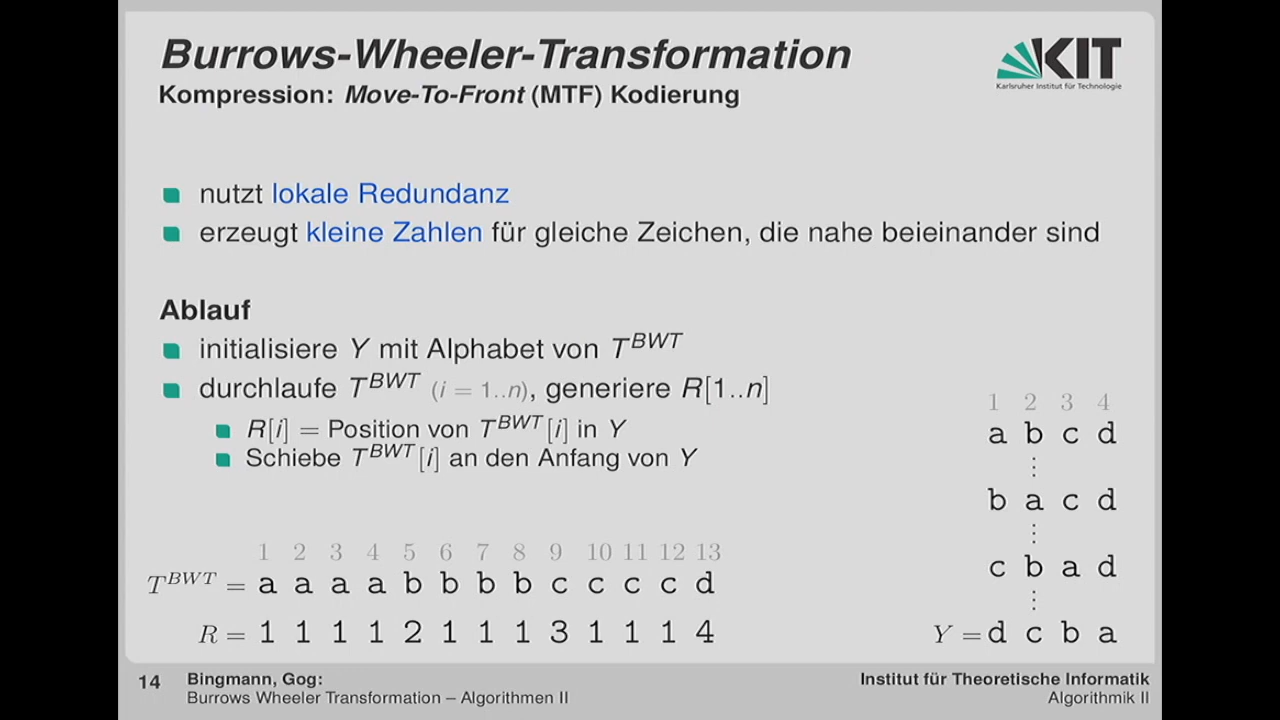 Burrows-Wheeler-Transformation
Kompression: Move-To-Front (MTF) Kodierung
KIT
Karlsruher Institut für Technologie
nutzt lokale Redundanz
erzeugt kleine Zahlen für gleiche Zeichen, die nahe beieinander sind
Ablauf
initialisiere Y mit Alphabet von T^BWT
durchlaufe T^BWT (i = 1..n), generiere R[1..n]
R[i] = Position von T^BWT[i] in Y
Schiebe T^BWT[i] an den Anfang von Y
1 2 3 4
a b c d
⋮
b a c d
⋮
c b a d
⋮
Y = d c b a
1 2 3 4 5 6 7 8 9 10 11 12 13
T^BWT = a a a a b b b b c c c c d
R = 1 1 1 1 2 1 1 1 3 1 1 1 4
14
Bingmann, Gog:
Burrows Wheeler Transformation – Algorithmen II
Institut für Theoretische Informatik
Algorithmik II